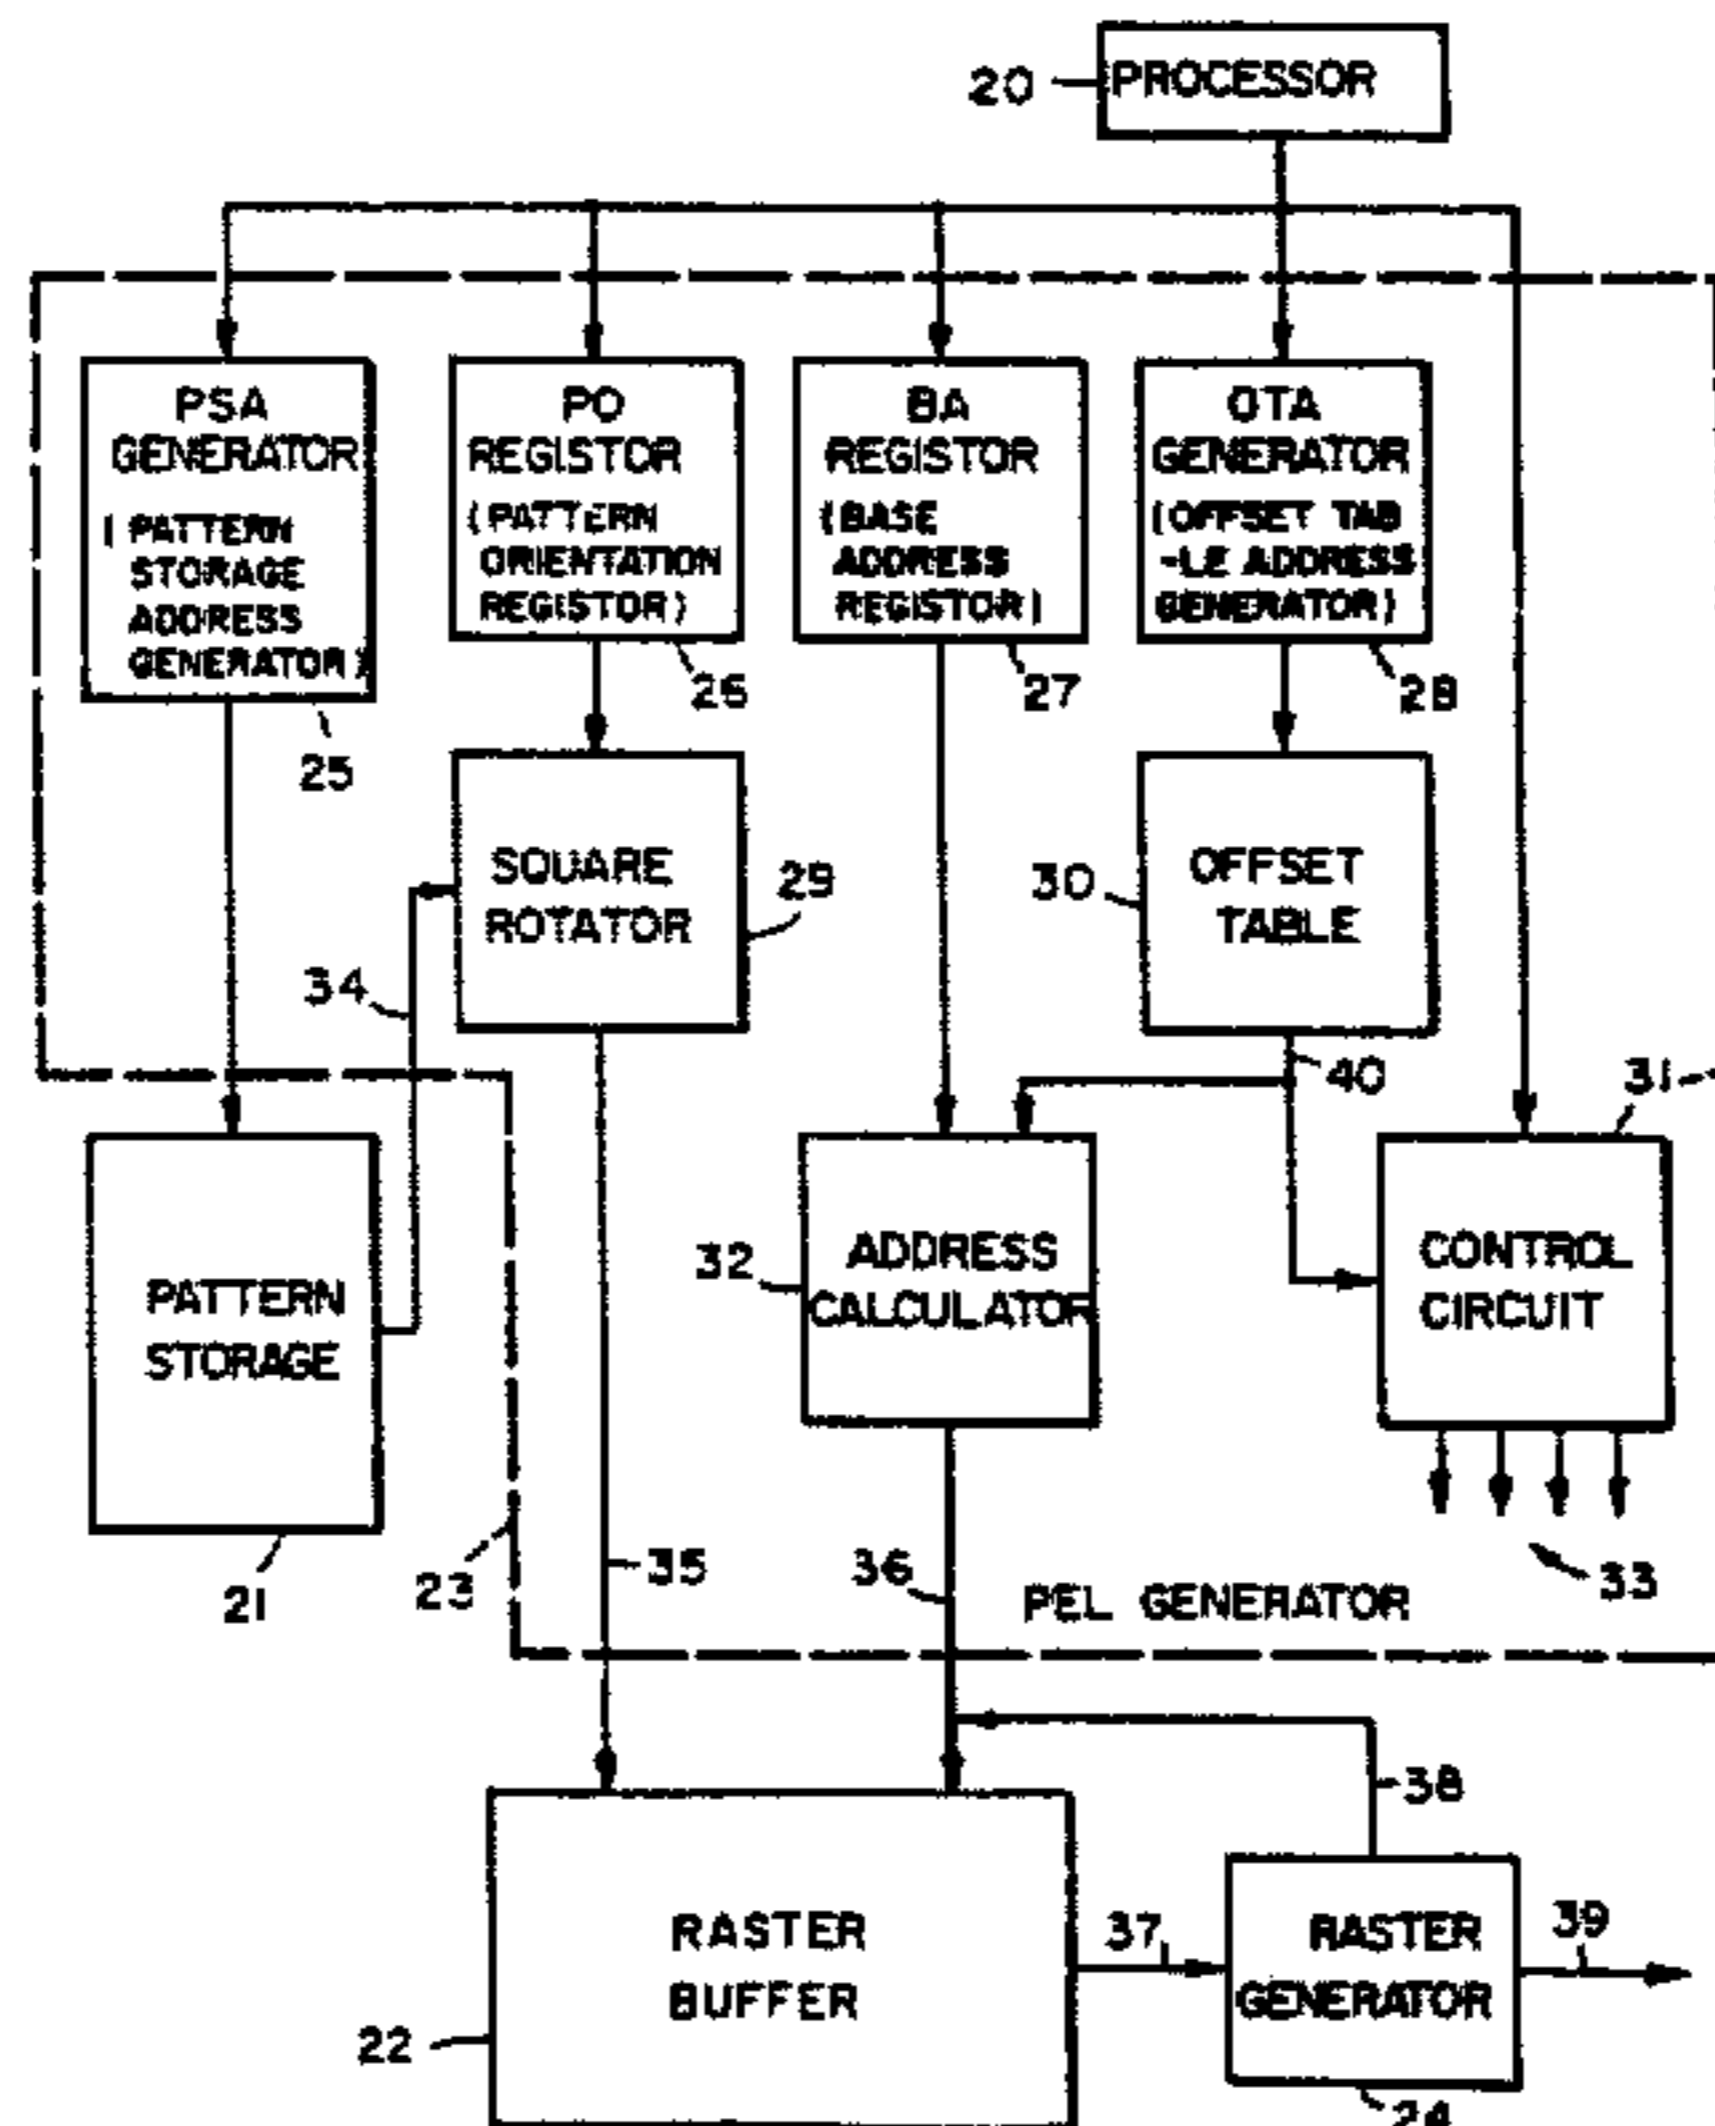 20 PROCESSOR
PSA
GENERATOR
(PATTERN
STORAGE
ADDRESS
GENERATOR)
25
PO
REGISTOR
(PATTERN
ORIENTATION
REGISTOR)
26
BA
REGISTOR
(BASE
ADDRESS
REGISTOR)
27
OTA
GENERATOR
(OFFSET TAB
-LE ADDRESS
GENERATOR)
28
SQUARE
ROTATOR
29
30
OFFSET
TABLE
34
40
31
PATTERN
STORAGE
21
23
32
ADDRESS
CALCULATOR
CONTROL
CIRCUIT
33
35
36
PEL GENERATOR
38
RASTER
BUFFER
22
37
RASTER
GENERATOR
39
24